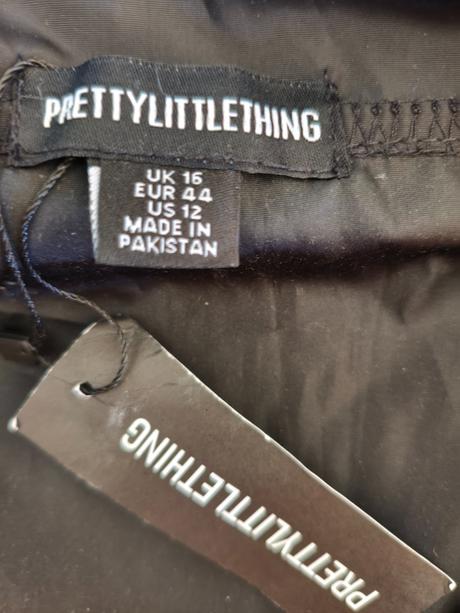 PRETTYLITTLETHING
UK 16
EUR 44
US 12
MADE IN
PAKISTAN
PRETTYLITTLETHING